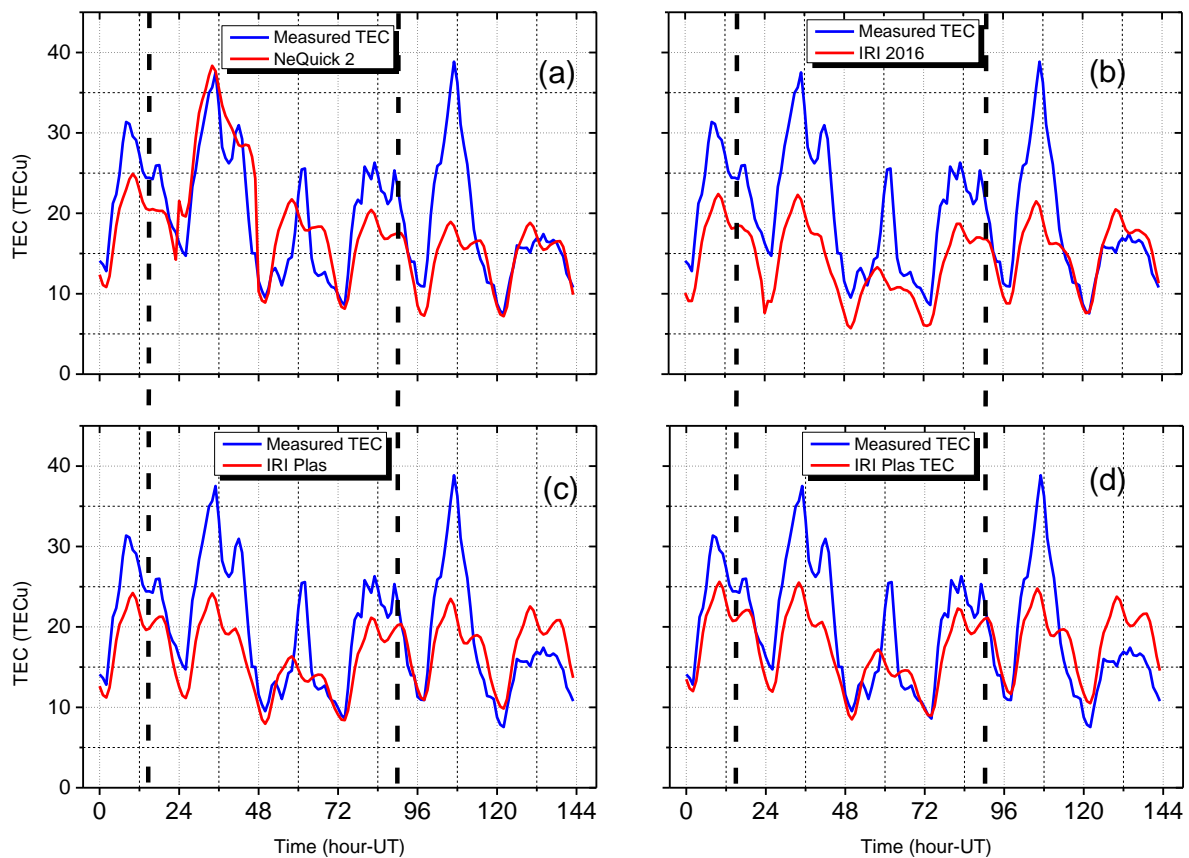 Measured TEC
NeQuick 2
(a)
Measured TEC
IRI 2016
(b)
TEC (TECu)
40
30
20
10
0
Measured TEC
IRI Plas
(c)
Measured TEC
IRI Plas TEC
(d)
TEC (TECu)
40
30
20
10
0
0 24 48 72 96 120 144
0 24 48 72 96 120 144
Time (hour-UT)
Time (hour-UT)